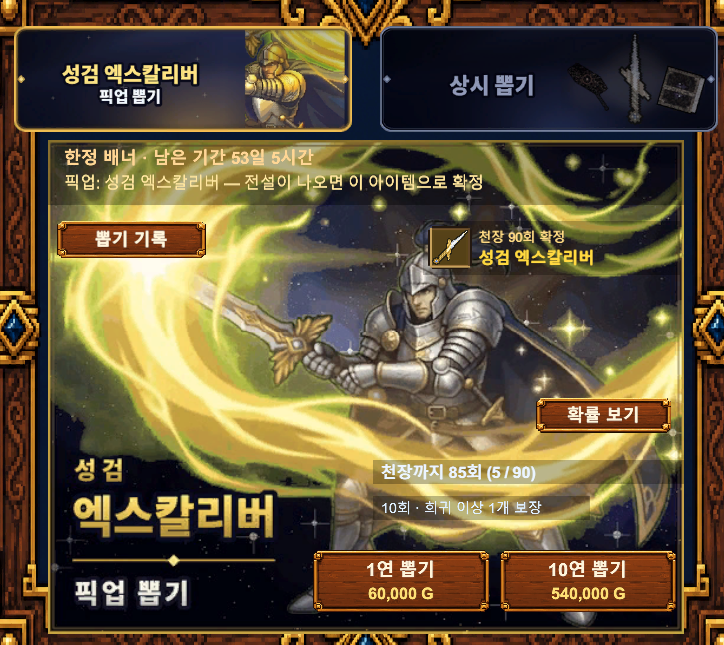 성검 엑스칼리버
픽업 뽑기
상시 뽑기
한정 배너 · 남은 기간 53일 5시간
픽업: 성검 엑스칼리버 — 전설이 나오면 이 아이템으로 확정
뽑기 기록
천장 90회 확정
성검 엑스칼리버
확률 보기
천장까지 85회 (5 / 90)
10회 · 희귀 이상 1개 보장
성검
엑스칼리버
픽업 뽑기
1연 뽑기
60,000 G
10연 뽑기
540,000 G